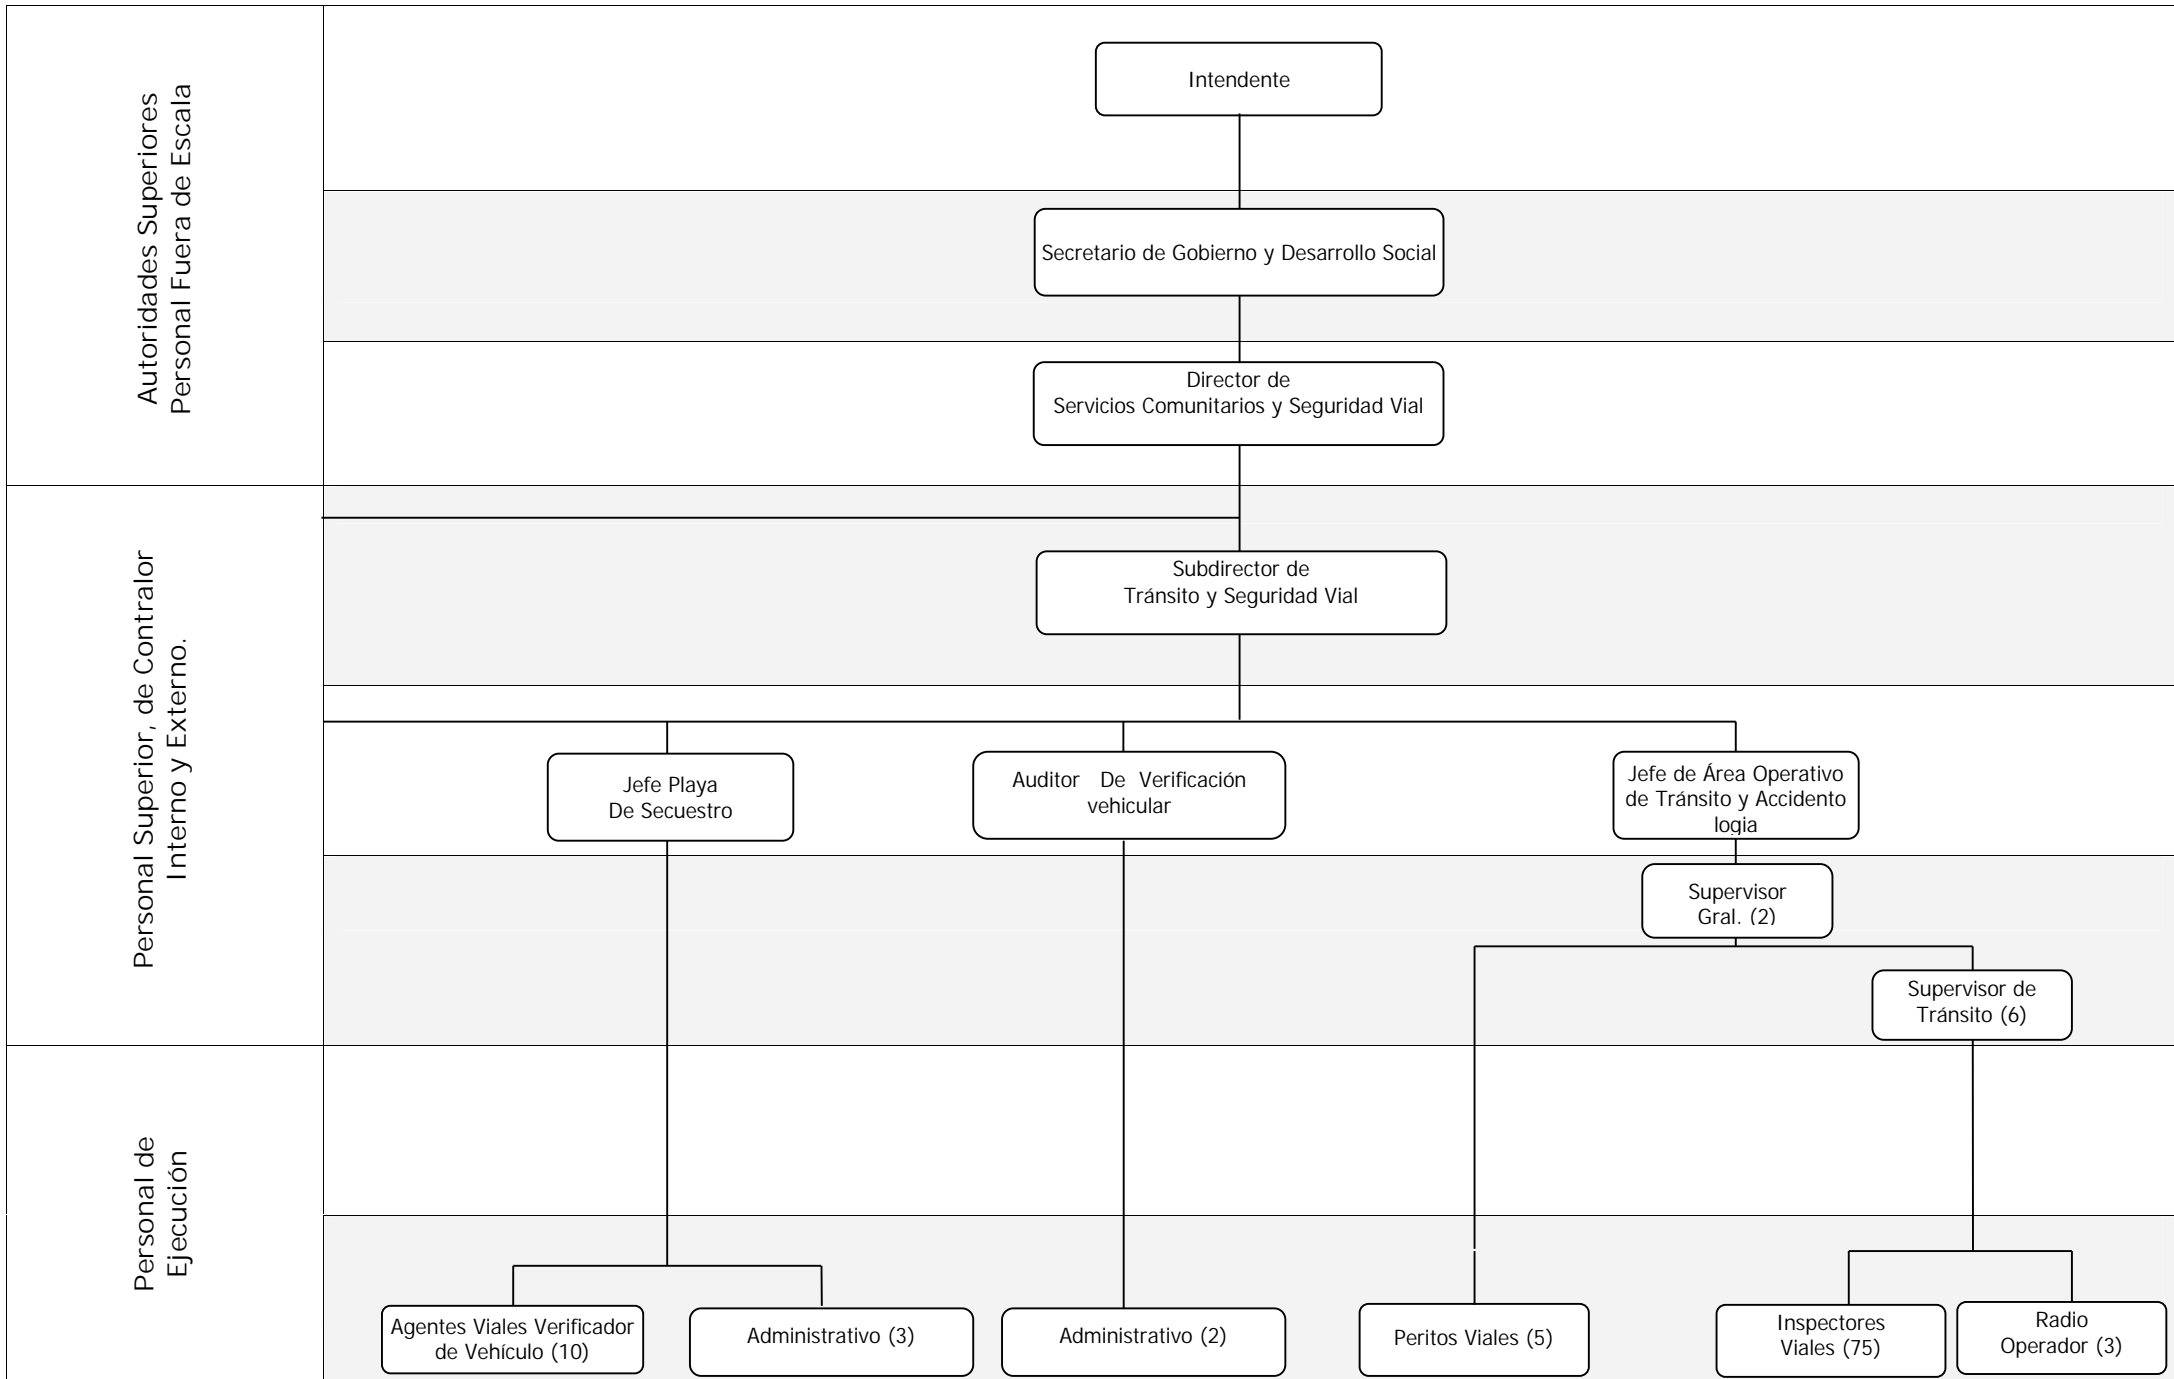 Autoridades Superiores
Personal Fuera de Escala
Intendente
Secretario de Gobierno y Desarrollo Social
Director de
Servicios Comunitarios y Seguridad Vial
Personal Superior, de Contralor
Interno y Externo.
Subdirector de
Tránsito y Seguridad Vial
Jefe Playa
De Secuestro
Auditor De Verificación
vehicular
Jefe de Área Operativo
de Tránsito y Accidento
logia
Supervisor
Gral. (2)
Supervisor de
Tránsito (6)
Personal de
Ejecución
Agentes Viales Verificador
de Vehículo (10)
Administrativo (3)
Administrativo (2)
Peritos Viales (5)
Inspectores
Viales (75)
Radio
Operador (3)